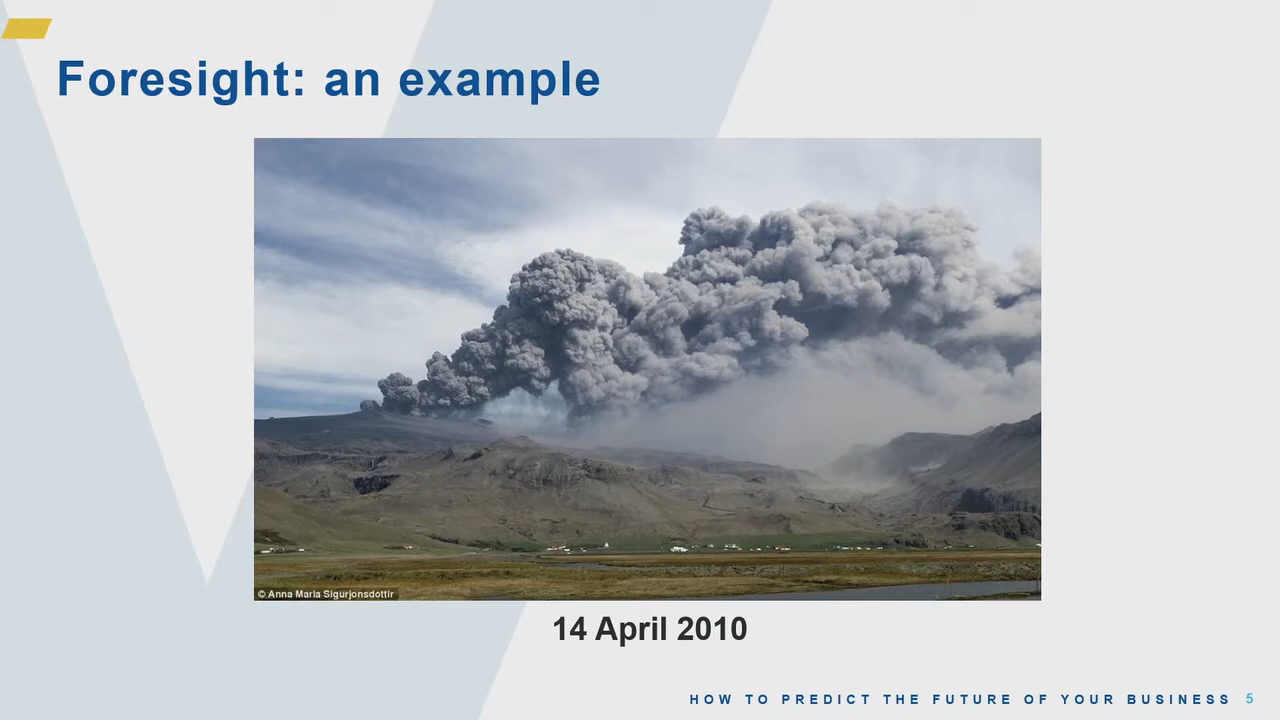 Foresight: an example
© Anna Maria Sigurjonsdottir
14 April 2010
HOW TO PREDICT THE FUTURE OF YOUR BUSINESS 5